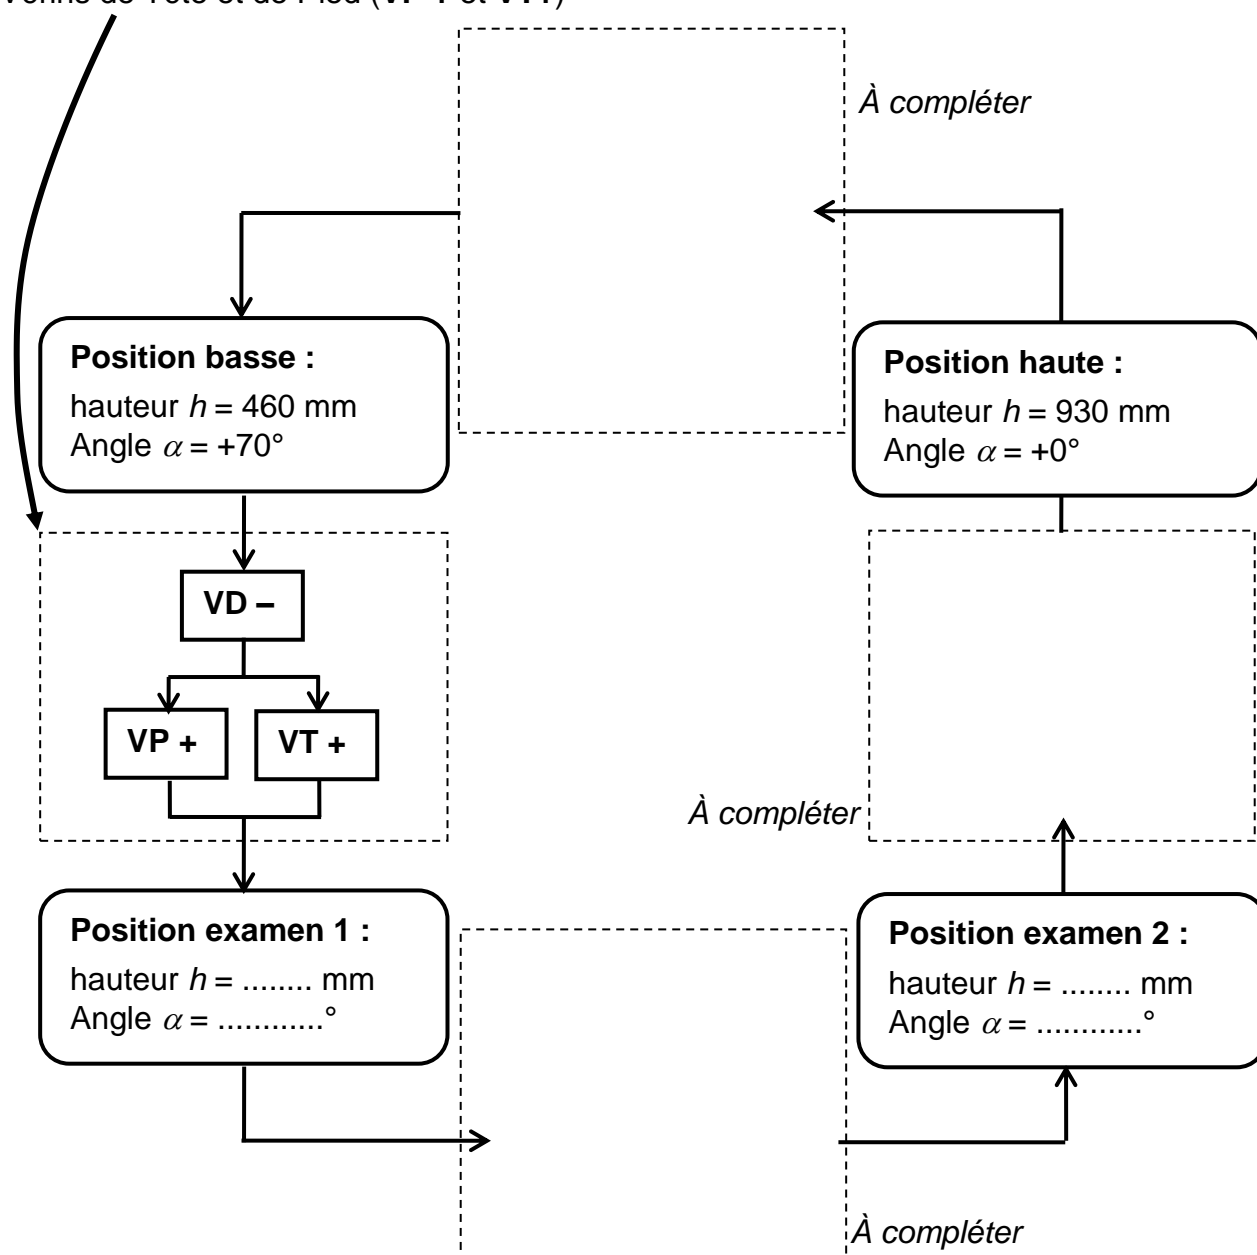 de Tête et de Pied (VP + et VT+)
À compléter
Position basse :
hauteur h = 460 mm
Angle α = +70°
Position haute :
hauteur h = 930 mm
Angle α = +0°
VD –
VP +
VT +
À compléter
Position examen 1 :
hauteur h = ........ mm
Angle α = ............°
Position examen 2 :
hauteur h = ........ mm
Angle α = ............°
À compléter